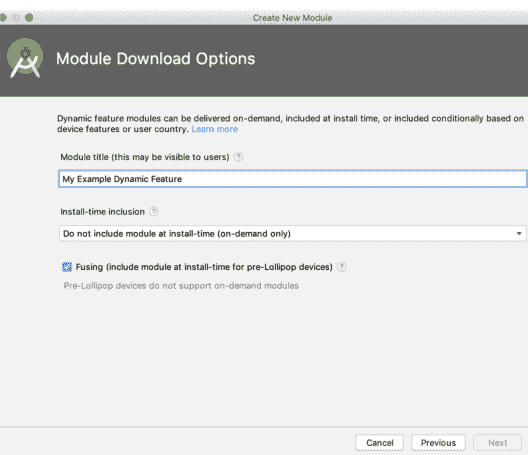 Create New Module
Module Download Options
Dynamic feature modules can be delivered on-demand, included at install time, or included conditionally based on
device features or user country. Learn more
Module title (this may be visible to users) ?
My Example Dynamic Feature
Install-time inclusion ?
Do not include module at install-time (on-demand only)
Fusing (include module at install-time for pre-Lollipop devices) ?
Pre-Lollipop devices do not support on-demand modules
Cancel Previous Next